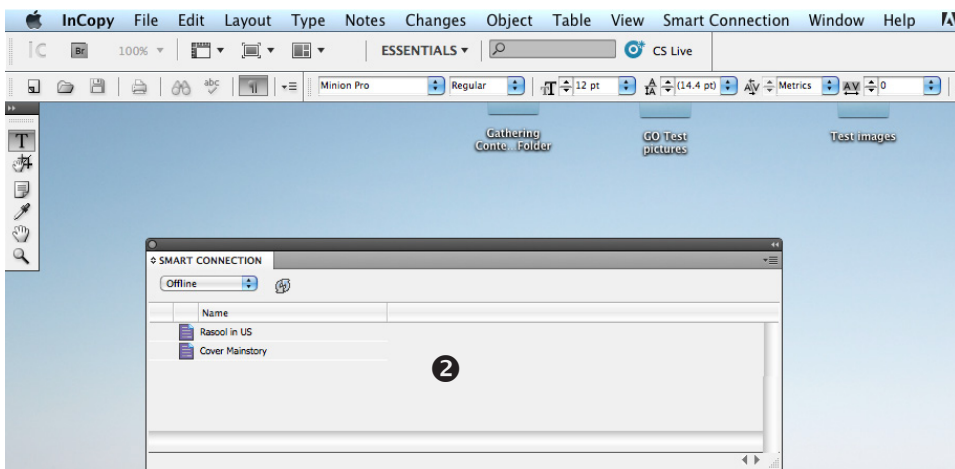 InCopy File Edit Layout Type Notes Changes Object Table View Smart Connection Window Help
Br 100% ESSENTIALS CS Live
abc Minion Pro Regular 12 pt (14.4 pt) Metrics 0
Gathering Conte...Folder
GO Test pictures
Test images
SMART CONNECTION
Offline
Name
Rasool in US
Cover Mainstory
2